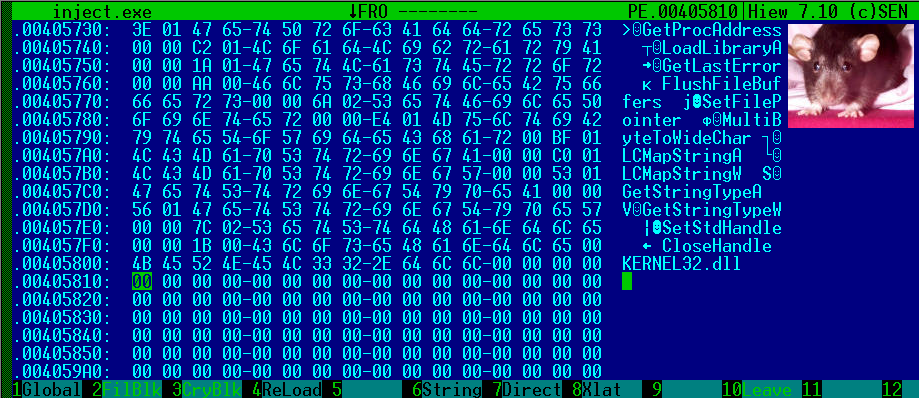 inject.exe ↓FRO -------- PE.00405810 Hiew 7.10 (c)SEN
.00405730: 3E 01 47 65-74 50 72 6F-63 41 64 64-72 65 73 73 >☺GetProcAddress
.00405740: 00 00 C2 01-4C 6F 61 64-4C 69 62 72-61 72 79 41 ┬☺LoadLibraryA
.00405750: 00 00 1A 01-47 65 74 4C-61 73 74 45-72 72 6F 72 →☺GetLastError
.00405760: 00 00 AA 00-46 6C 75 73-68 46 69 6C-65 42 75 66 к FlushFileBuf
.00405770: 66 65 72 73-00 00 6A 02-53 65 74 46-69 6C 65 50 fers j☻SetFileP
.00405780: 6F 69 6E 74-65 72 00 00-E4 01 4D 75-6C 74 69 42 ointer ф☺MultiB
.00405790: 79 74 65 54-6F 57 69 64-65 43 68 61-72 00 BF 01 yteToWideChar ┐☺
.004057A0: 4C 43 4D 61-70 53 74 72-69 6E 67 41-00 00 C0 01 LCMapStringA └☺
.004057B0: 4C 43 4D 61-70 53 74 72-69 6E 67 57-00 00 53 01 LCMapStringW S☺
.004057C0: 47 65 74 53-74 72 69 6E-67 54 79 70-65 41 00 00 GetStringTypeA
.004057D0: 56 01 47 65-74 53 74 72-69 6E 67 54-79 70 65 57 V☺GetStringTypeW
.004057E0: 00 00 7C 02-53 65 74 53-74 64 48 61-6E 64 6C 65 |☻SetStdHandle
.004057F0: 00 00 1B 00-43 6C 6F 73-65 48 61 6E-64 6C 65 00 ← CloseHandle
.00405800: 4B 45 52 4E-45 4C 33 32-2E 64 6C 6C-00 00 00 00 KERNEL32.dll
.00405810: 00 00 00 00-00 00 00 00-00 00 00 00-00 00 00 00
.00405820: 00 00 00 00-00 00 00 00-00 00 00 00-00 00 00 00
.00405830: 00 00 00 00-00 00 00 00-00 00 00 00-00 00 00 00
.00405840: 00 00 00 00-00 00 00 00-00 00 00 00-00 00 00 00
.00405850: 00 00 00 00-00 00 00 00-00 00 00 00-00 00 00 00
.004059A0: 00 00 00 00-00 00 00 00-00 00 00 00-00 00 00 00
1Global 2FilBlk 3CryBlk 4ReLoad 5 6String 7Direct 8Xlat 9 10Leave 11 12